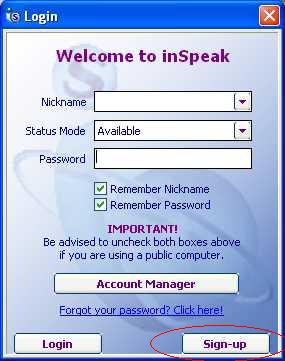 iS Login
Welcome to inSpeak
Nickname
Status Mode Available
Password
Remember Nickname
Remember Password
IMPORTANT!
Be advised to uncheck both boxes above
if you are using a public computer.
Account Manager
Forgot your password? Click here!
Login Sign-up